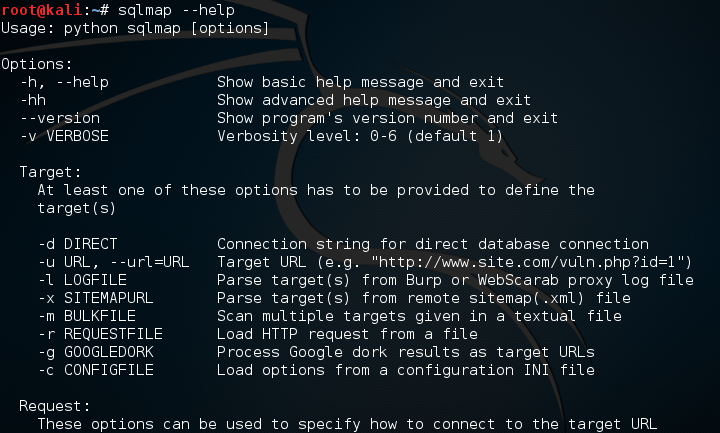 root@kali:~# sqlmap --help
Usage: python sqlmap [options]
Options:
-h, --help Show basic help message and exit
-hh Show advanced help message and exit
--version Show program's version number and exit
-v VERBOSE Verbosity level: 0-6 (default 1)
Target:
At least one of these options has to be provided to define the
target(s)
-d DIRECT Connection string for direct database connection
-u URL, --url=URL Target URL (e.g. "http://www.site.com/vuln.php?id=1")
-l LOGFILE Parse target(s) from Burp or WebScarab proxy log file
-x SITEMAPURL Parse target(s) from remote sitemap(.xml) file
-m BULKFILE Scan multiple targets given in a textual file
-r REQUESTFILE Load HTTP request from a file
-g GOOGLEDORK Process Google dork results as target URLs
-c CONFIGFILE Load options from a configuration INI file
Request:
These options can be used to specify how to connect to the target URL